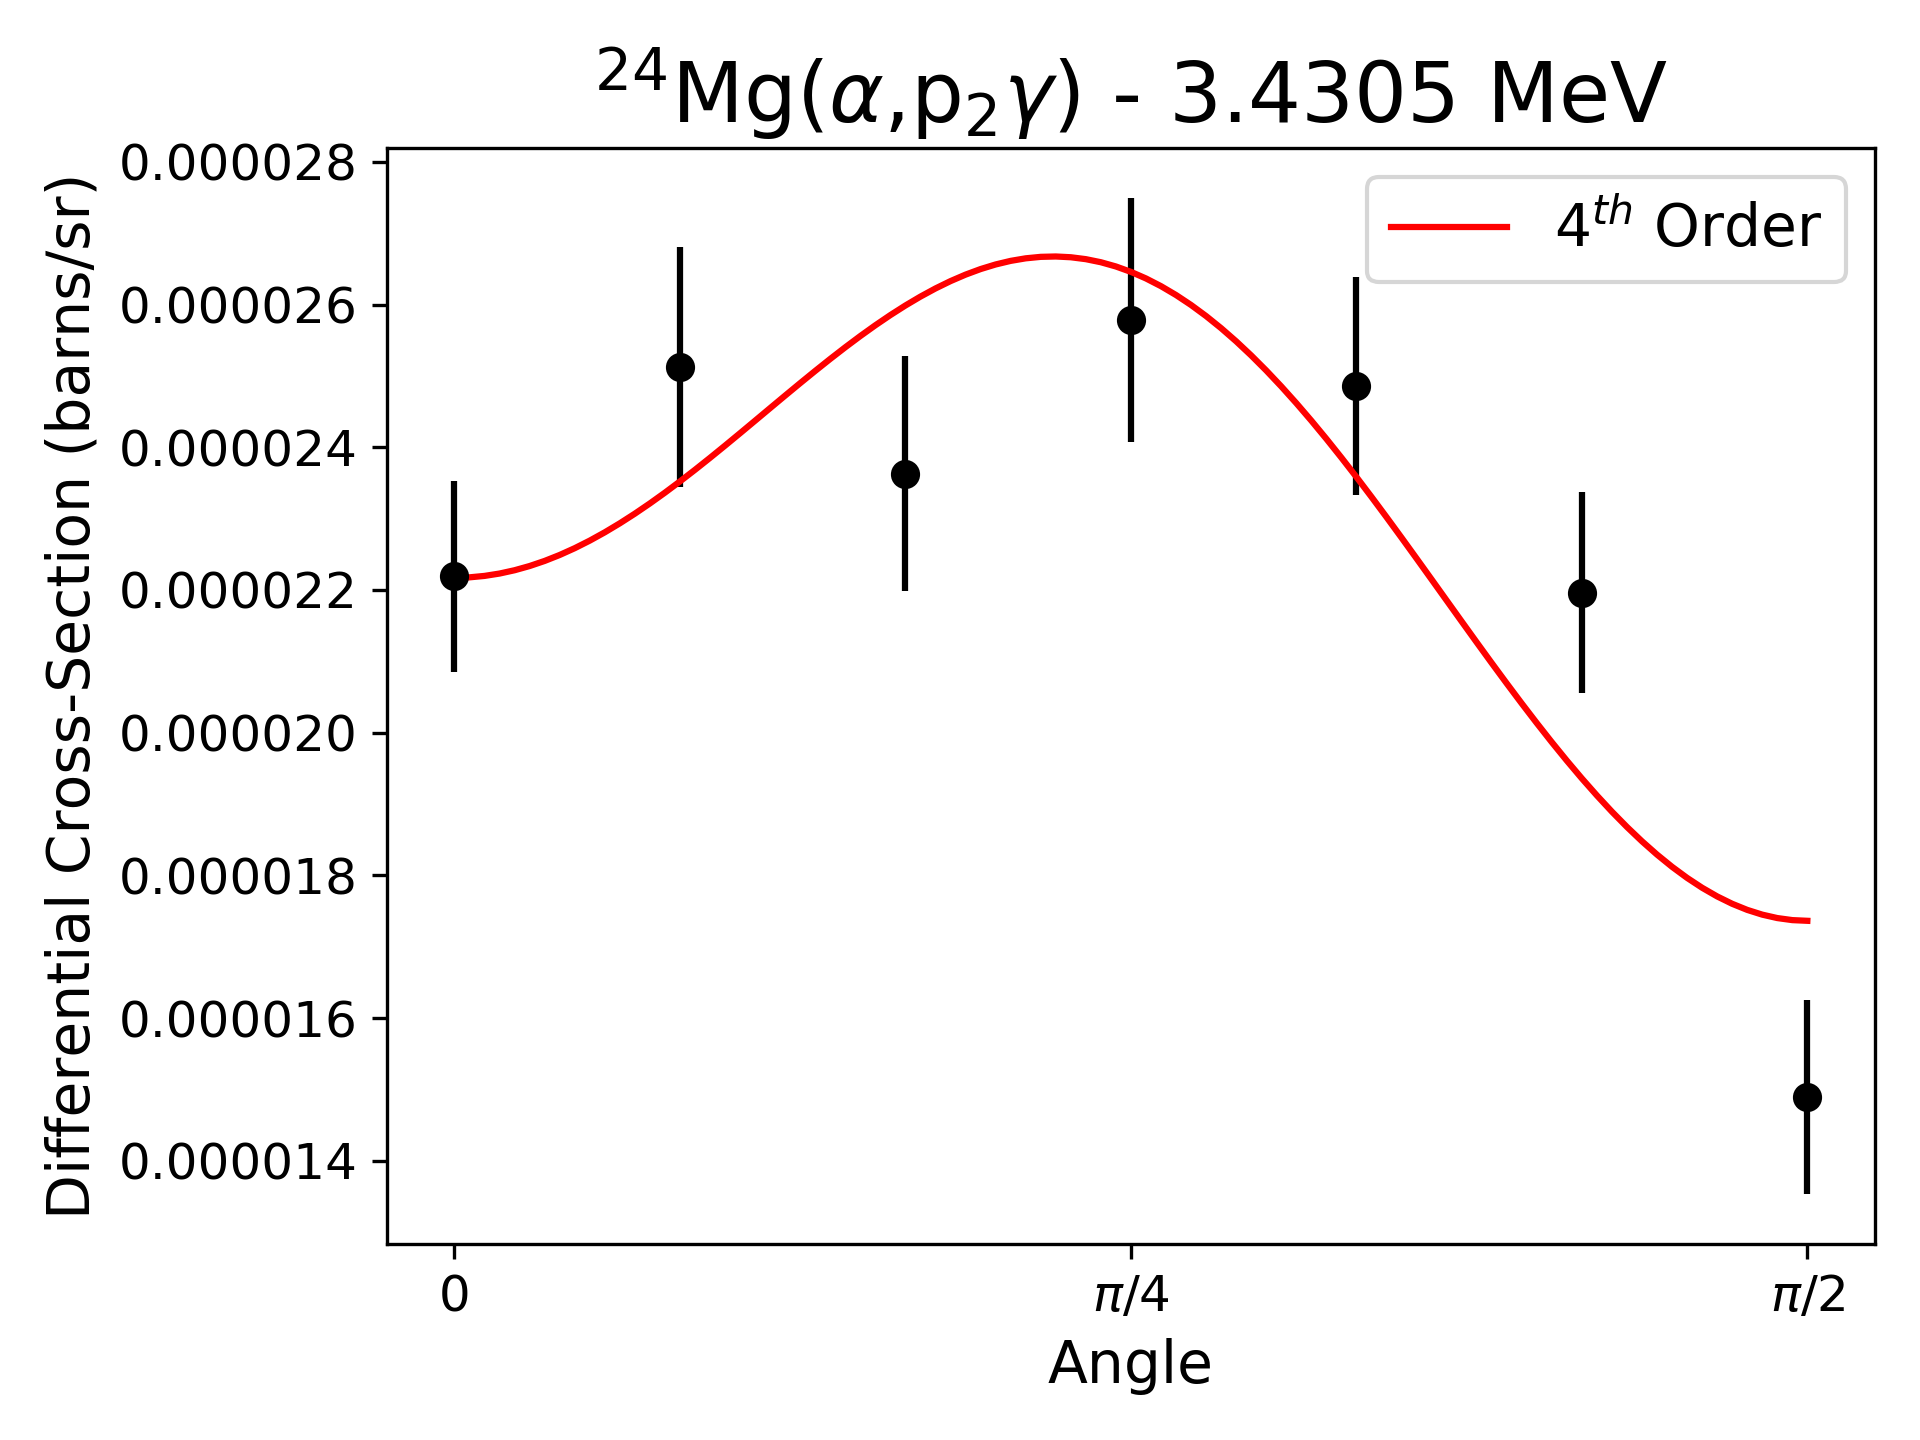 ²⁴Mg(α,p₂γ) - 3.4305 MeV
Differential Cross-Section (barns/sr)
0.000028
0.000026
0.000024
0.000022
0.000020
0.000018
0.000016
0.000014
4ᵗʰ Order
0 π/4 π/2
Angle